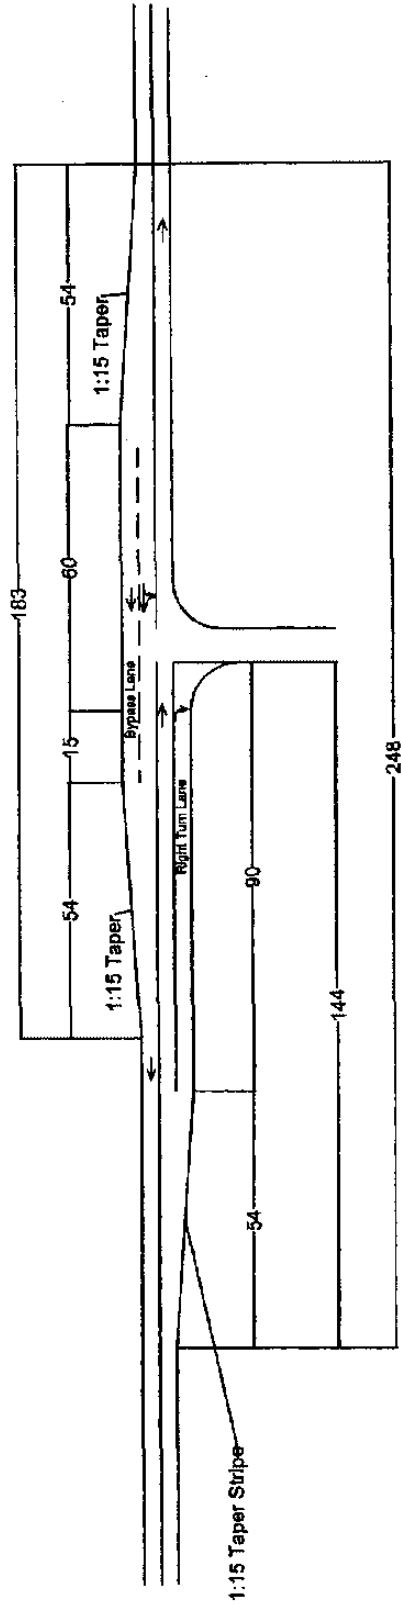 54
1:15 Taper
60
183
Bypass Lane
15
248
Right Turn Lane
90
54
1:15 Taper
144
54
1:15 Taper Stripe